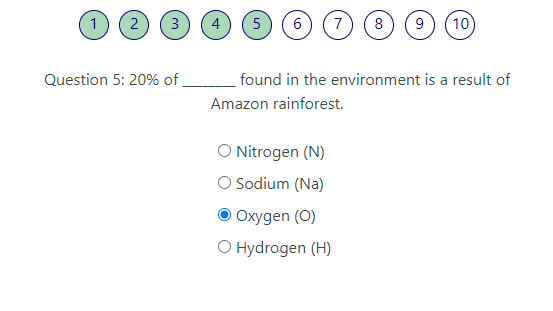 1 2 3 4 5 6 7 8 9 10
Question 5: 20% of _______ found in the environment is a result of
Amazon rainforest.
Nitrogen (N)
Sodium (Na)
Oxygen (O)
Hydrogen (H)